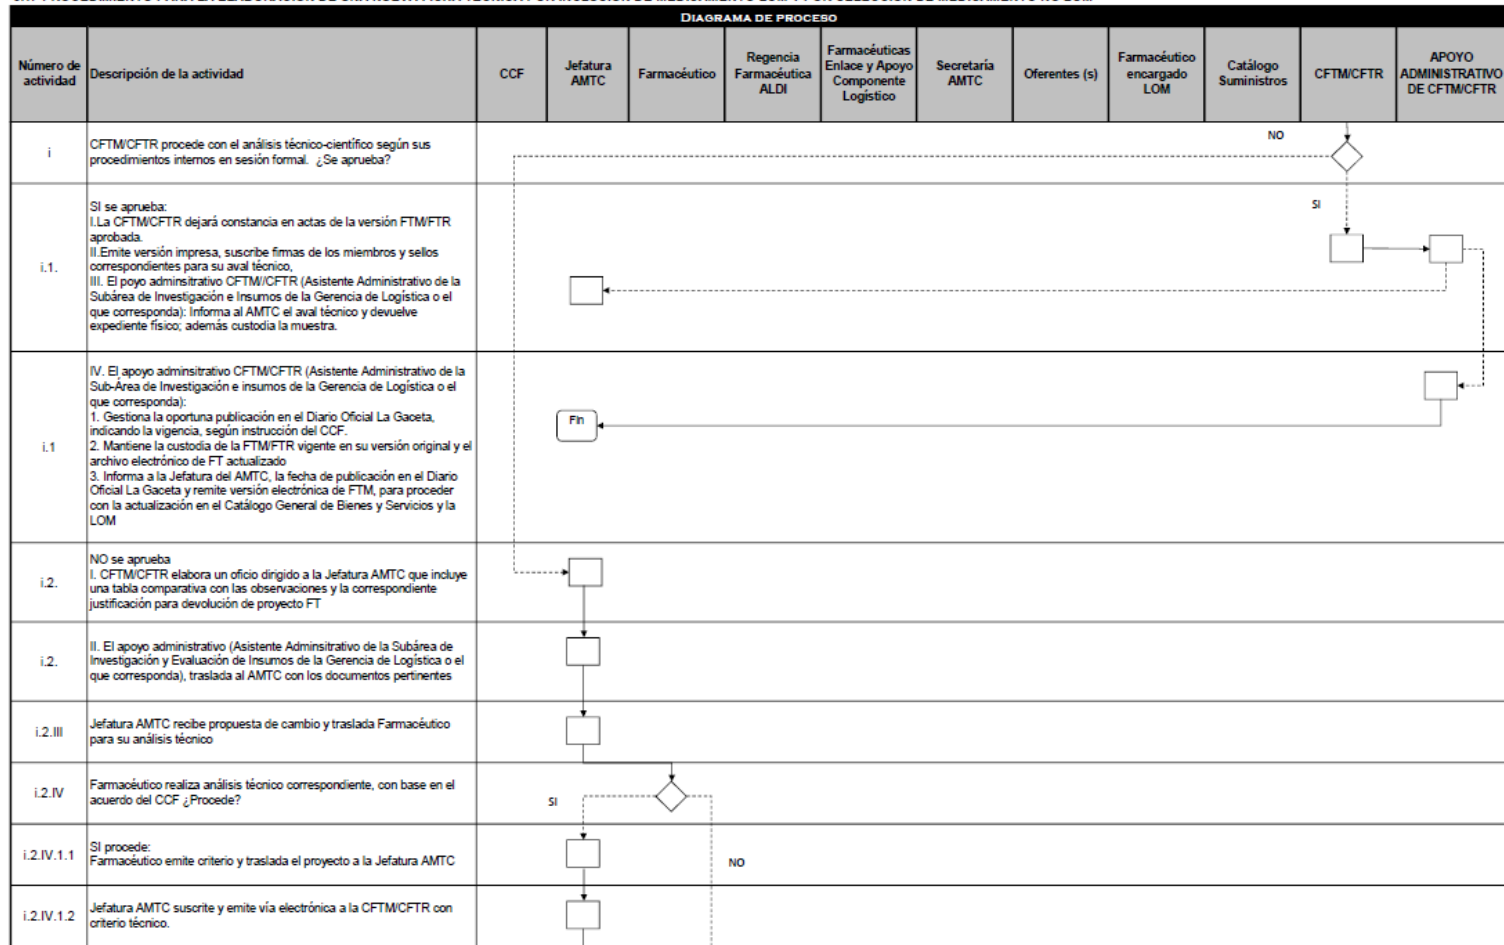 DIAGRAMA DE PROCESO
Número de
actividad
Descripción de la actividad
CCF
Jefatura
AMTC
Farmacéutico
Regencia
Farmacéutica
ALDI
Farmacéuticas
Enlace y Apoyo
Componente
Logístico
Secretaría
AMTC
Oferentes (s)
Farmacéutico
encargado
LOM
Catálogo
Suministros
CFTM/CFTR
APOYO
ADMINISTRATIVO
DE CFTM/CFTR
i
CFTM/CFTR procede con el análisis técnico-científico según sus
procedimientos internos en sesión formal. ¿Se aprueba?
NO
i.1.
SI se aprueba:
I.La CFTM/CFTR dejará constancia en actas de la versión FTM/FTR
aprobada.
II.Emite versión impresa, suscribe firmas de los miembros y sellos
correspondientes para su aval técnico,
III. El poyo adminsitrativo CFTM//CFTR (Asistente Administrativo de la
Subárea de Investigación e Insumos de la Gerencia de Logística o el
que corresponda): Informa al AMTC el aval técnico y devuelve
expediente físico; además custodia la muestra.
SI
i.1
IV. El apoyo adminsitrativo CFTM/CFTR (Asistente Administrativo de la
Sub-Área de Investigación e insumos de la Gerencia de Logística o el
que corresponda):
1. Gestiona la oportuna publicación en el Diario Oficial La Gaceta,
indicando la vigencia, según instrucción del CCF.
2. Mantiene la custodia de la FTM/FTR vigente en su versión original y el
archivo electrónico de FT actualizado
3. Informa a la Jefatura del AMTC, la fecha de publicación en el Diario
Oficial La Gaceta y remite versión electrónica de FTM, para proceder
con la actualización en el Catálogo General de Bienes y Servicios y la
LOM
Fin
i.2.
NO se aprueba
I. CFTM/CFTR elabora un oficio dirigido a la Jefatura AMTC que incluye
una tabla comparativa con las observaciones y la correspondiente
justificación para devolución de proyecto FT
i.2.
II. El apoyo administrativo (Asistente Adminsitrativo de la Subárea de
Investigación y Evaluación de Insumos de la Gerencia de Logística o el
que corresponda), traslada al AMTC con los documentos pertinentes
i.2.III
Jefatura AMTC recibe propuesta de cambio y traslada Farmacéutico
para su análisis técnico
i.2.IV
Farmacéutico realiza análisis técnico correspondiente, con base en el
acuerdo del CCF ¿Procede?
SI
i.2.IV.1.1
SI procede:
Farmacéutico emite criterio y traslada el proyecto a la Jefatura AMTC
NO
i.2.IV.1.2
Jefatura AMTC suscrite y emite vía electrónica a la CFTM/CFTR con
criterio técnico.